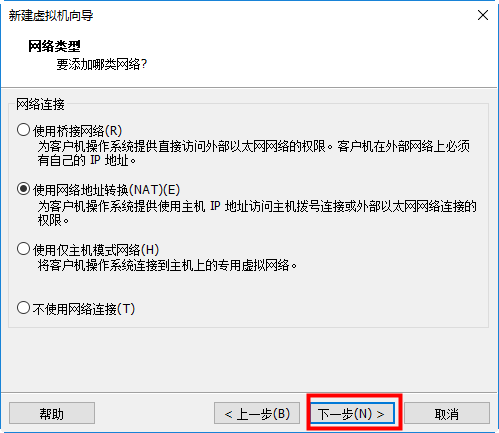 新建虚拟机向导
网络类型
要添加哪类网络?
网络连接
使用桥接网络(R)
为客户机操作系统提供直接访问外部以太网网络的权限。客户机在外部网络上必须
有自己的 IP 地址。
使用网络地址转换(NAT)(E)
为客户机操作系统提供使用主机 IP 地址访问主机拨号连接或外部以太网网络连接的
权限。
使用仅主机模式网络(H)
将客户机操作系统连接到主机上的专用虚拟网络。
不使用网络连接(T)
帮助
< 上一步(B)
下一步(N) >
取消